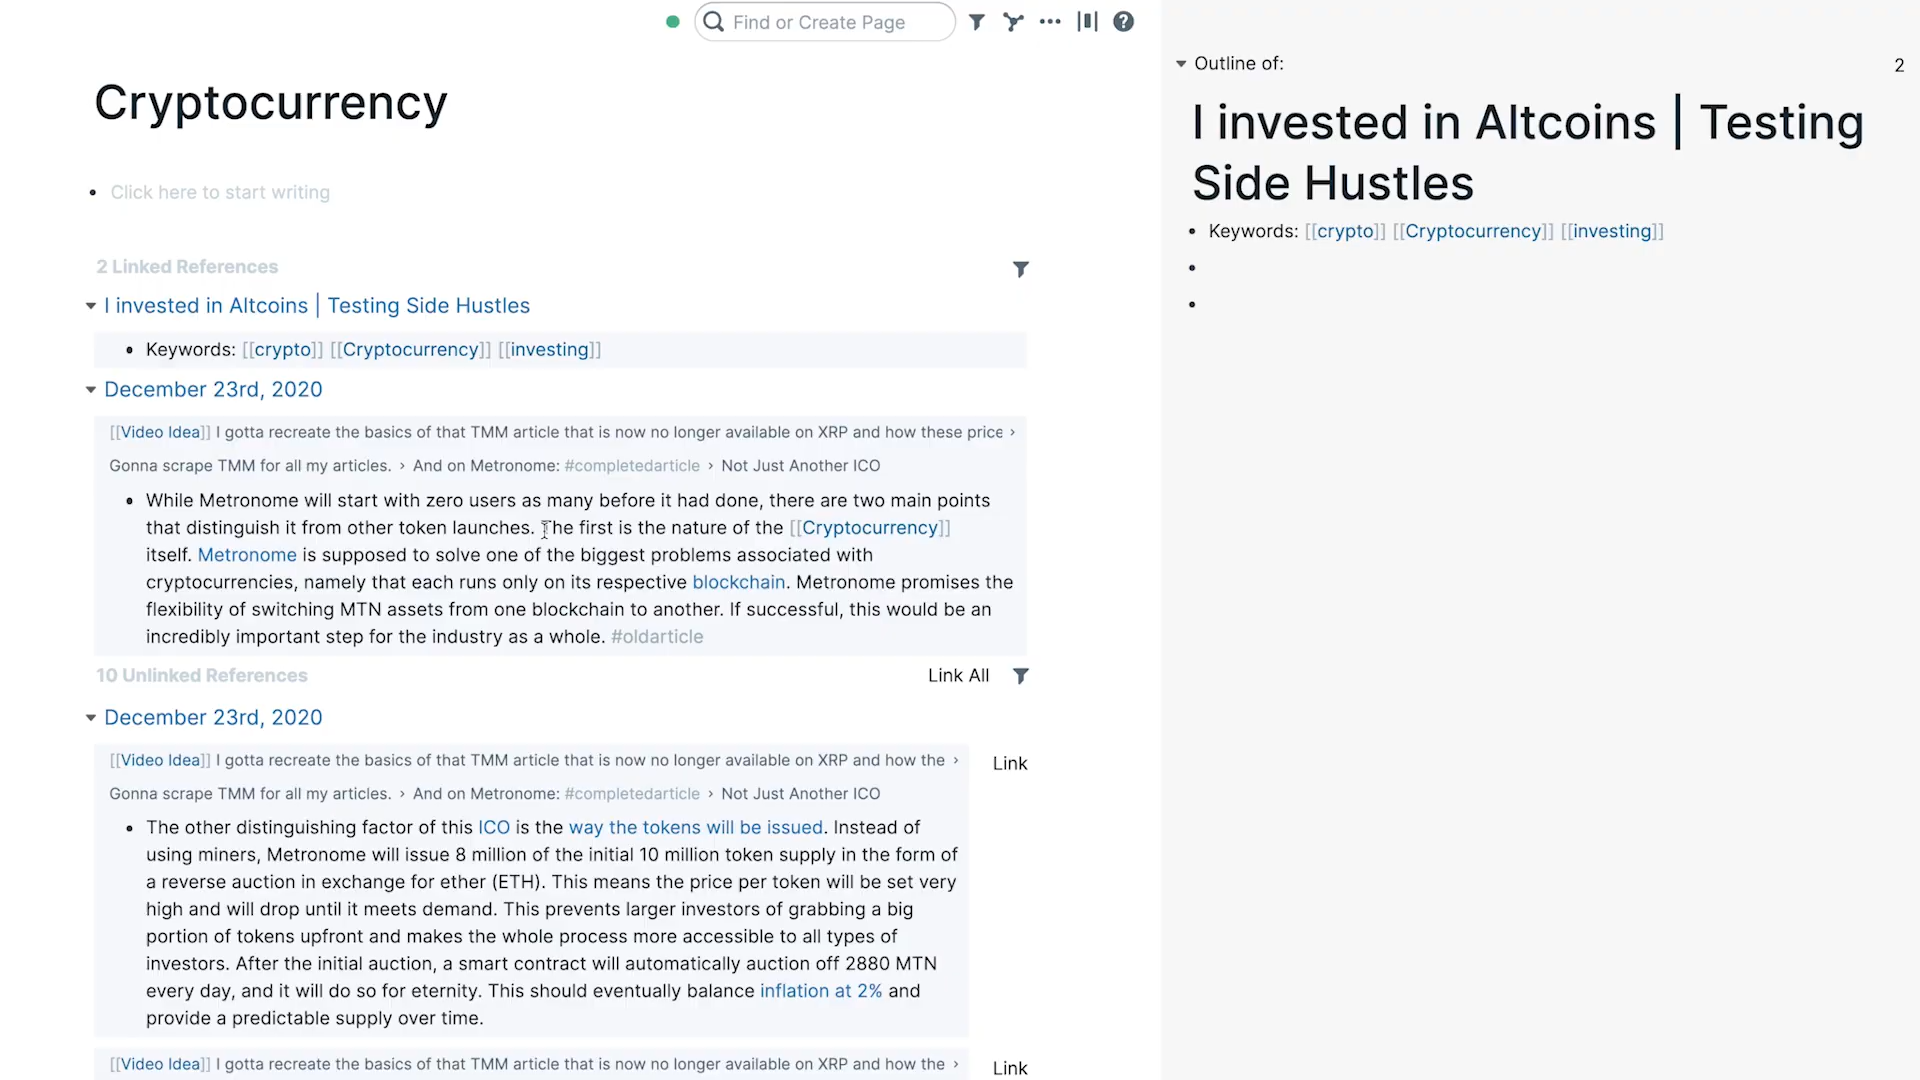 Find or Create Page
Cryptocurrency
Click here to start writing
2 Linked References
I invested in Altcoins | Testing Side Hustles
Keywords: [[crypto]] [[Cryptocurrency]] [[investing]]
December 23rd, 2020
[[Video Idea]] I gotta recreate the basics of that TMM article that is now no longer available on XRP and how these price ›
Gonna scrape TMM for all my articles. › And on Metronome: #completedarticle › Not Just Another ICO
While Metronome will start with zero users as many before it had done, there are two main points
that distinguish it from other token launches. The first is the nature of the [[Cryptocurrency]]
itself. Metronome is supposed to solve one of the biggest problems associated with
cryptocurrencies, namely that each runs only on its respective blockchain. Metronome promises the
flexibility of switching MTN assets from one blockchain to another. If successful, this would be an
incredibly important step for the industry as a whole. #oldarticle
10 Unlinked References
Link All
December 23rd, 2020
[[Video Idea]] I gotta recreate the basics of that TMM article that is now no longer available on XRP and how the ›
Link
Gonna scrape TMM for all my articles. › And on Metronome: #completedarticle › Not Just Another ICO
The other distinguishing factor of this ICO is the way the tokens will be issued. Instead of
using miners, Metronome will issue 8 million of the initial 10 million token supply in the form of
a reverse auction in exchange for ether (ETH). This means the price per token will be set very
high and will drop until it meets demand. This prevents larger investors of grabbing a big
portion of tokens upfront and makes the whole process more accessible to all types of
investors. After the initial auction, a smart contract will automatically auction off 2880 MTN
every day, and it will do so for eternity. This should eventually balance inflation at 2% and
provide a predictable supply over time.
[[Video Idea]] I gotta recreate the basics of that TMM article that is now no longer available on XRP and how the ›
Link
Outline of:
2
I invested in Altcoins | Testing
Side Hustles
Keywords: [[crypto]] [[Cryptocurrency]] [[investing]]